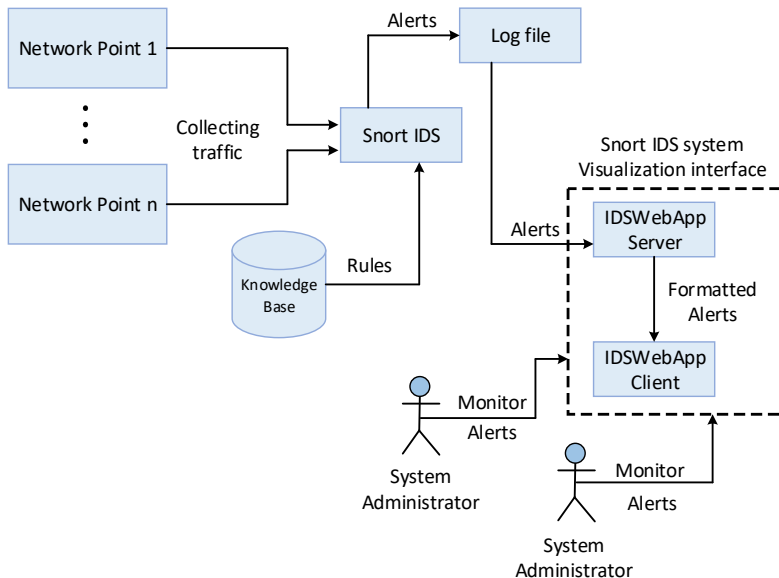 Network Point 1
Alerts
Log file
Collecting
traffic
Snort IDS
Network Point n
Snort IDS system
Visualization interface
Alerts
IDSWebApp
Server
Rules
Knowledge
Base
Formatted
Alerts
IDSWebApp
Client
Monitor
Alerts
System
Administrator
Monitor
Alerts
System
Administrator